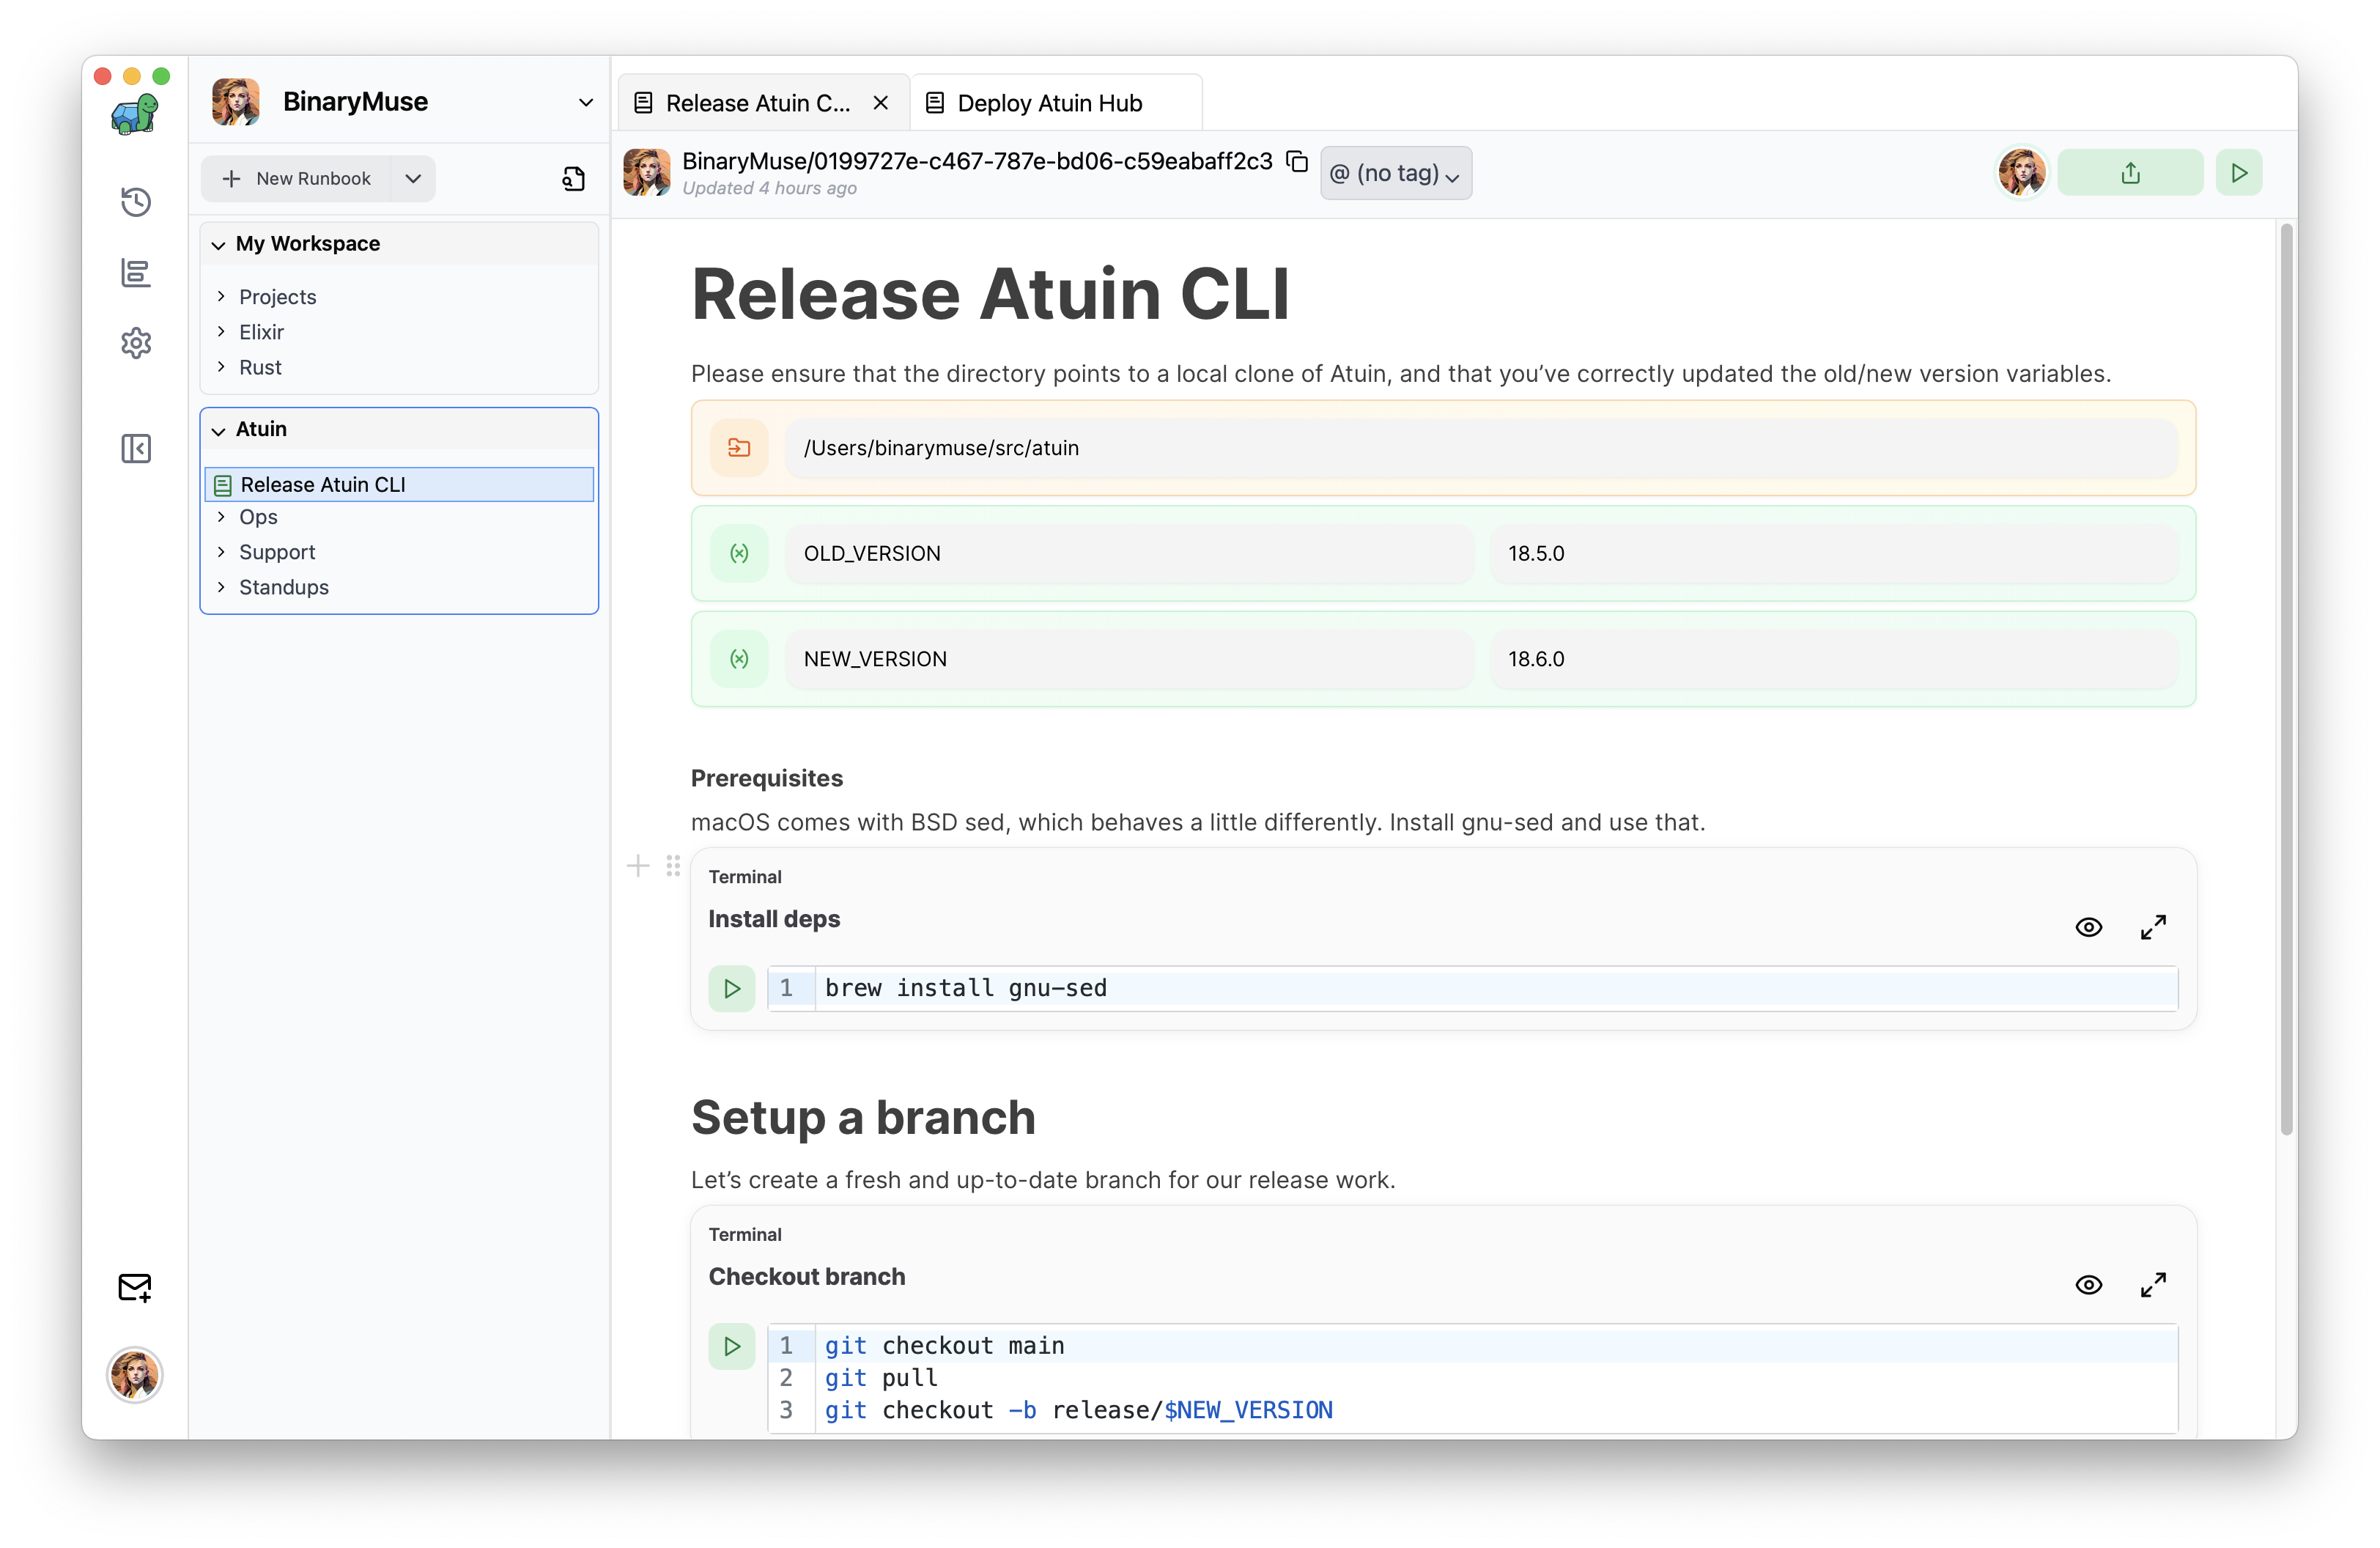 BinaryMuse
New Runbook
My Workspace
Projects
Elixir
Rust
Atuin
Release Atuin CLI
Ops
Support
Standups
Release Atuin C...
Deploy Atuin Hub
BinaryMuse/0199727e-c467-787e-bd06-c59eabaff2c3
Updated 4 hours ago
@ (no tag)
Release Atuin CLI
Please ensure that the directory points to a local clone of Atuin, and that you’ve correctly updated the old/new version variables.
/Users/binarymuse/src/atuin
OLD_VERSION 18.5.0
NEW_VERSION 18.6.0
Prerequisites
macOS comes with BSD sed, which behaves a little differently. Install gnu-sed and use that.
Terminal
Install deps
1 brew install gnu-sed
Setup a branch
Let’s create a fresh and up-to-date branch for our release work.
Terminal
Checkout branch
1 git checkout main
2 git pull
3 git checkout -b release/$NEW_VERSION